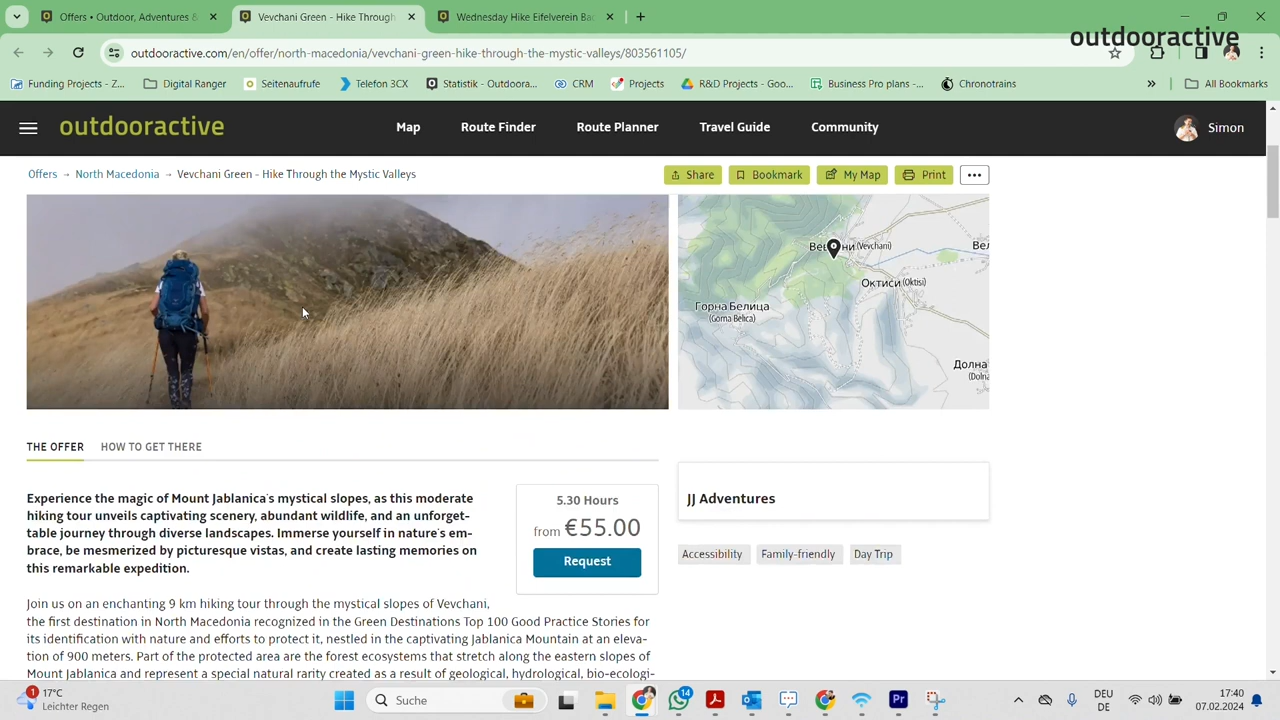 Offers • Outdoor, Adventures &
Vevchani Green - Hike Through
Wednesday Hike Eifelverein Ba
outdooractive
outdooractive.com/en/offer/north-macedonia/vevchani-green-hike-through-the-mystic-valleys/803561105/
Funding Projects - Z...
Digital Ranger
Seitenaufrufe
Telefon 3CX
Statistik - Outdoora...
CRM
Projects
R&D Projects - Goo...
Business Pro plans -...
Chronotrains
All Bookmarks
outdooractive
Map
Route Finder
Route Planner
Travel Guide
Community
Simon
Offers → North Macedonia → Vevchani Green - Hike Through the Mystic Valleys
Share
Bookmark
My Map
Print
Вевчани (Vevchani)
Вел
Октиси (Oktisi)
Горна Белица
(Gorna Belica)
Долна
(Dolna
THE OFFER
HOW TO GET THERE
Experience the magic of Mount Jablanica's mystical slopes, as this moderate
hiking tour unveils captivating scenery, abundant wildlife, and an unforget-
table journey through diverse landscapes. Immerse yourself in nature's em-
brace, be mesmerized by picturesque vistas, and create lasting memories on
this remarkable expedition.
5.30 Hours
from €55.00
Request
JJ Adventures
Accessibility
Family-friendly
Day Trip
Join us on an enchanting 9 km hiking tour through the mystical slopes of Vevchani,
the first destination in North Macedonia recognized in the Green Destinations Top 100 Good Practice Stories for
its identification with nature and efforts to protect it, nestled in the captivating Jablanica Mountain at an eleva-
tion of 900 meters. Part of the protected area are the forest ecosystems that stretch along the eastern slopes of
Mount Jablanica and represent a special natural rarity created as a result of geological, hydrological, bio-ecologi-
1
17°C
Leichter Regen
Suche
14
DEU
DE
17:40
07.02.2024